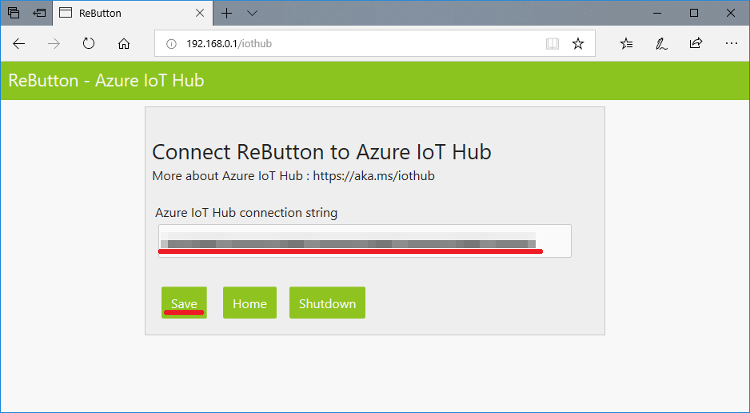 ReButton
192.168.0.1/iothub
ReButton - Azure IoT Hub
Connect ReButton to Azure IoT Hub
More about Azure IoT Hub : https://aka.ms/iothub
Azure IoT Hub connection string
Save Home Shutdown